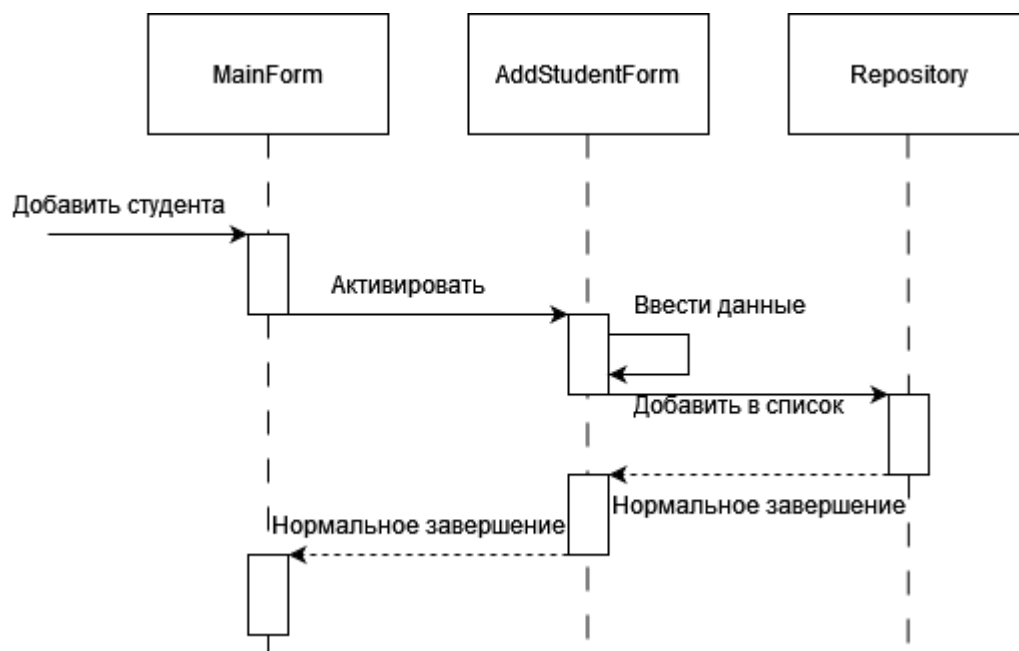 MainForm
AddStudentForm
Repository
Добавить студента
Активировать
Ввести данные
Добавить в список
Нормальное завершение
Нормальное завершение